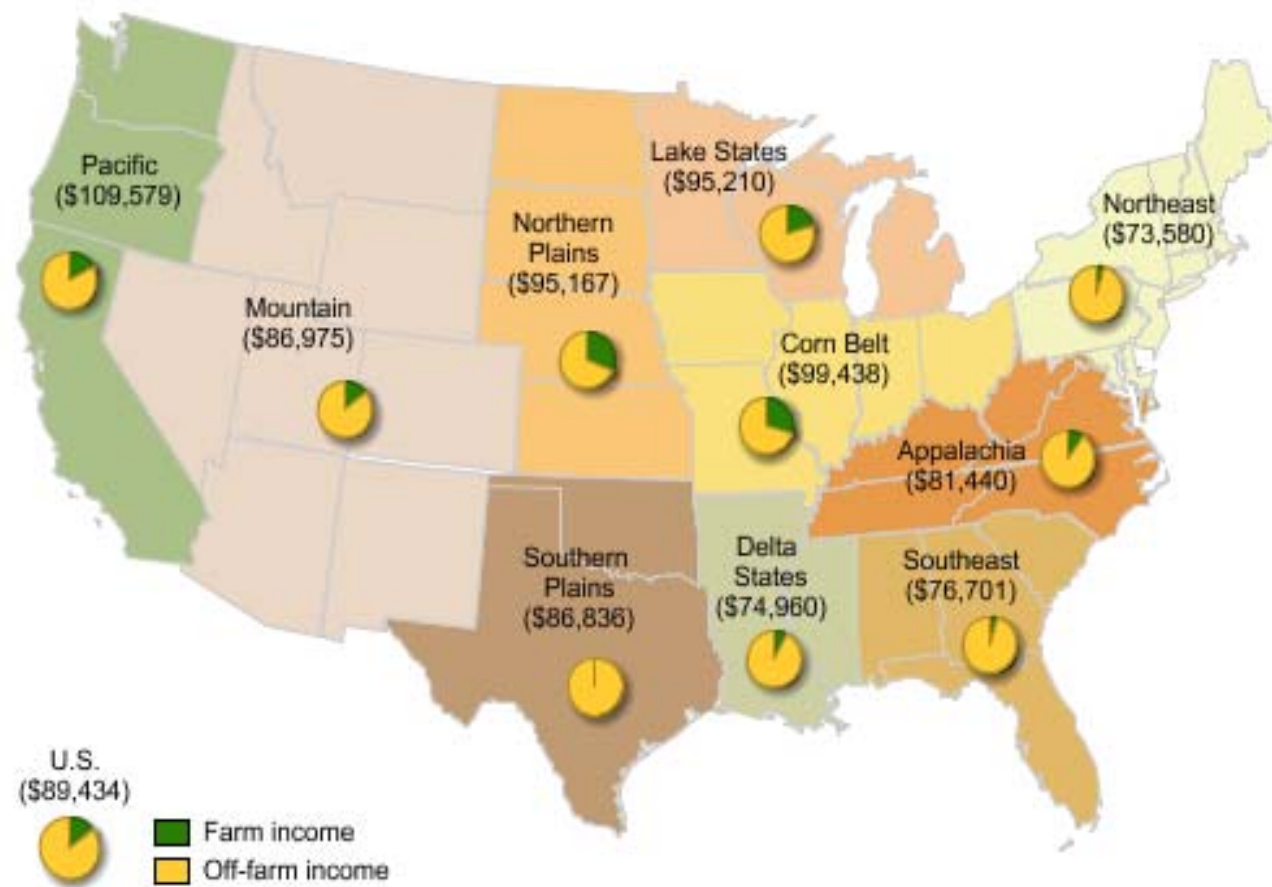 Pacific
($109,579)
Mountain
($86,975)
Northern
Plains
($95,167)
Lake States
($95,210)
Corn Belt
($99,438)
Northeast
($73,580)
Appalachia
($81,440)
Southern
Plains
($86,836)
Delta
States
($74,960)
Southeast
($76,701)
U.S.
($89,434)
Farm income
Off-farm income